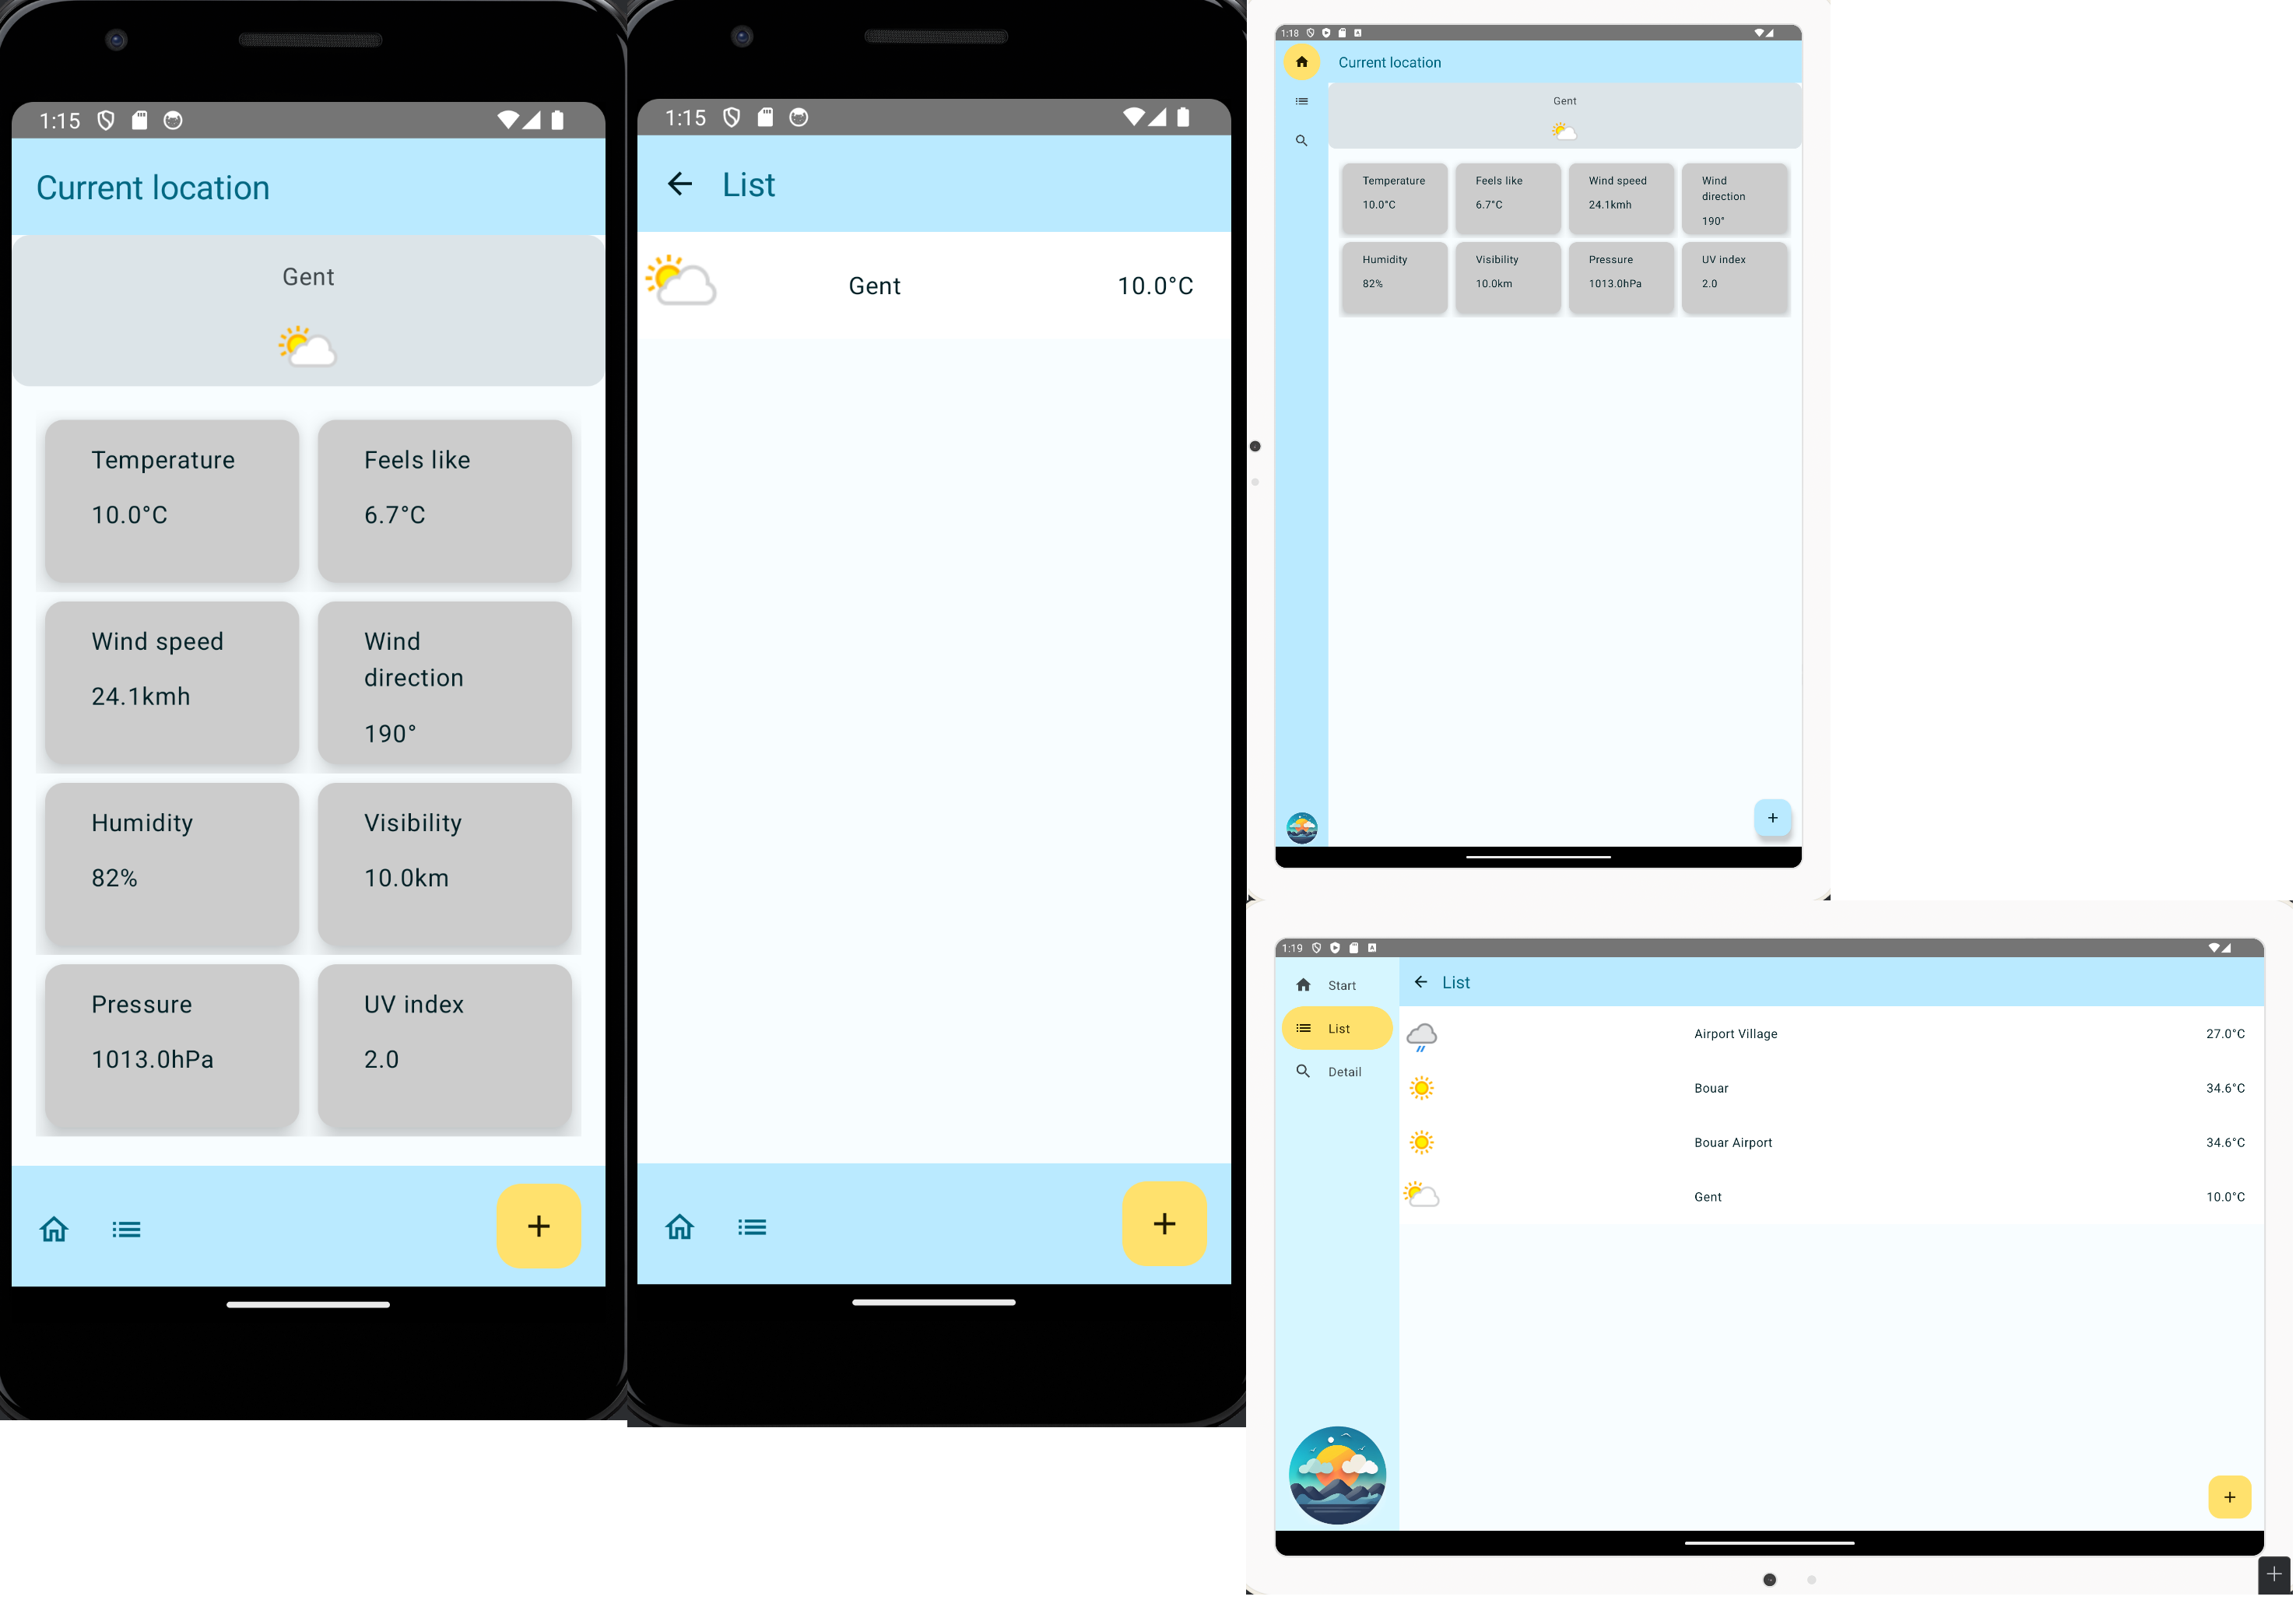 1:15
Current location
Gent
Temperature
10.0°C
Feels like
6.7°C
Wind speed
24.1kmh
Wind
direction
190°
Humidity
82%
Visibility
10.0km
Pressure
1013.0hPa
UV index
2.0
+
1:15
List
Gent
10.0°C
+
1:18
Current location
Gent
Temperature
10.0°C
Feels like
6.7°C
Wind speed
24.1kmh
Wind
direction
190°
Humidity
82%
Visibility
10.0km
Pressure
1013.0hPa
UV index
2.0
+
1:19
Start
List
Detail
List
Airport Village
27.0°C
Bouar
34.6°C
Bouar Airport
34.6°C
Gent
10.0°C
+